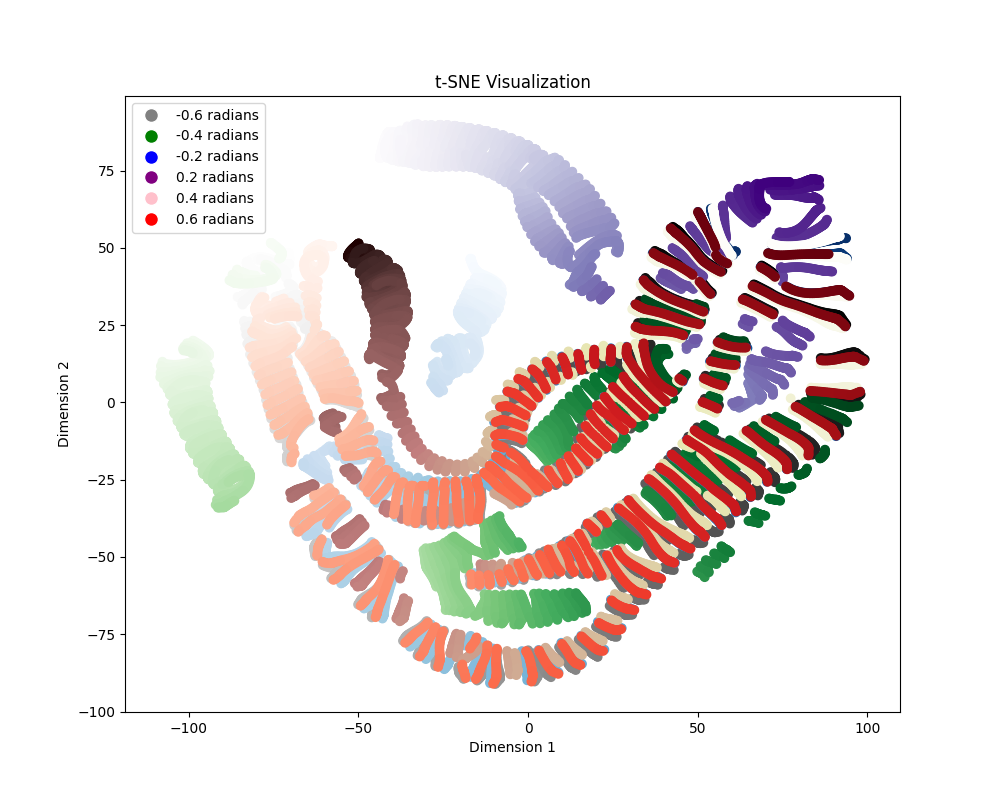 t-SNE Visualization
-0.6 radians
-0.4 radians
-0.2 radians
0.2 radians
0.4 radians
0.6 radians
75
50
25
0
−25
−50
−75
−100
Dimension 2
−100
−50
0
50
100
Dimension 1